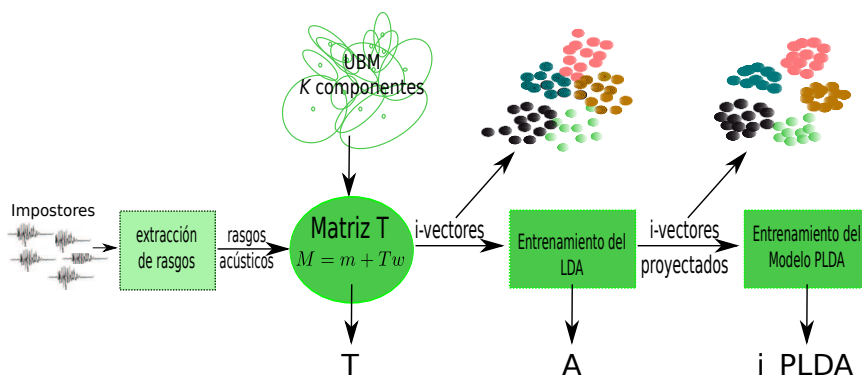 UBM
K componentes
Impostores
extracción
de rasgos
rasgos
acústicos
Matriz T
M = m + Tw
i-vectores
Entrenamiento del
LDA
i-vectores
proyectados
Entrenamiento del
Modelo PLDA
T
A
i PLDA